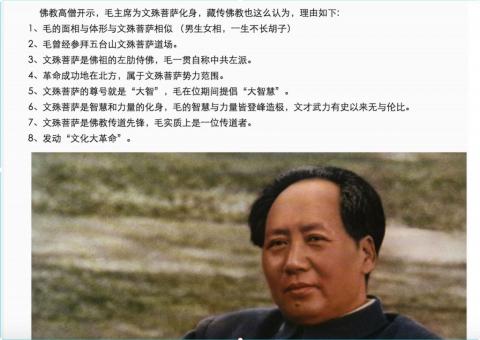 佛教高僧开示，毛主席为文殊菩萨化身，藏传佛教也这么认为，理由如下：
1、毛的面相与体形与文殊菩萨相似（男生女相，一生不长胡子）
2、毛曾经参拜五台山文殊菩萨道场。
3、文殊菩萨是佛祖的左肋侍佛，毛一贯自称中共左派。
4、革命成功地在北方，属于文殊菩萨势力范围。
5、文殊菩萨的尊号就是“大智”，毛在位期间提倡“大智慧”。
6、文殊菩萨是智慧和力量的化身，毛的智慧与力量皆登峰造极，文才武力有史以来无与伦比。
7、文殊菩萨是佛教传道先锋，毛实质上是一位传道者。
8、发动“文化大革命”。